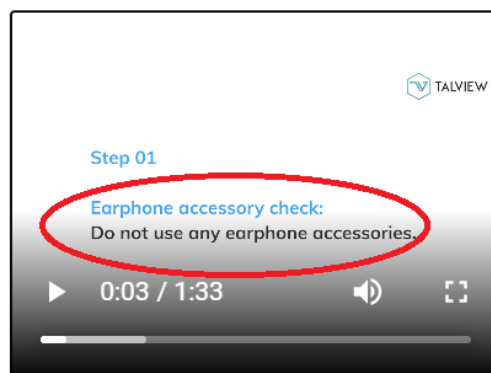 TALVIEW
Step 01
Earphone accessory check:
Do not use any earphone accessories.
0:03 / 1:33